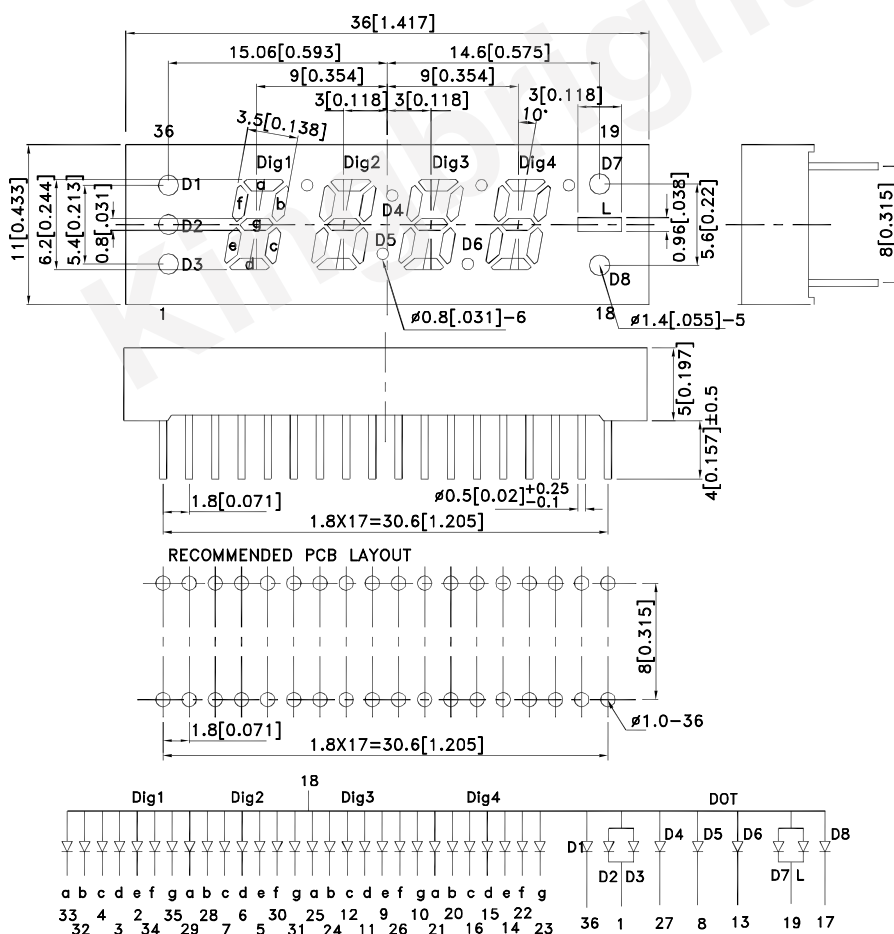 Kingbright
36[1.417]
15.06[0.593]
14.6[0.575]
9[0.354]
9[0.354]
3[0.118]
3[0.118]
3[0.118]
3.5[0.138]
10°
36
19
Dig1
Dig2
Dig3
Dig4
D1
a
D7
f
b
D4
L
D2
g
D5
D6
e
c
D3
d
D8
11[0.433]
6.2[0.244]
5.4[0.213]
0.8[.031]
0.96[.038]
5.6[0.22]
8[0.315]
1
ø0.8[.031]-6
18
ø1.4[.055]-5
5[0.197]
4[0.157]±0.5
1.8[0.071]
ø0.5[0.02]+0.25 -0.1
1.8X17=30.6[1.205]
RECOMMENDED PCB LAYOUT
8[0.315]
1.8[0.071]
ø1.0-36
1.8X17=30.6[1.205]
18
Dig1 Dig2 Dig3 Dig4 DOT
D1 D4 D5 D6 D8
D2 D3 D7 L
a b c d e f g a b c d e f g a b c d e f g a b c d e f g
33 4 2 35 28 6 30 25 12 9 10 20 15 22
32 3 34 29 7 5 31 24 11 26 21 16 14 23
36 1 27 8 13 19 17